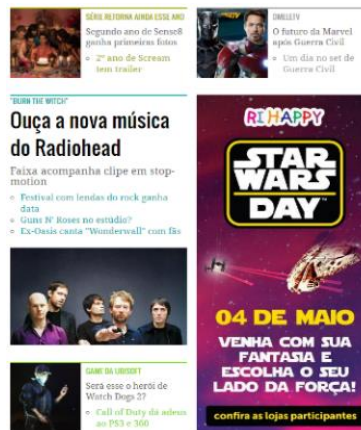 SÉRIE RETORNA AINDA ESSE ANO
Segundo ano de Sense8
ganha primeiras fotos
2º ano de Scream
tem trailer
OMELETV
O futuro da Marvel
após Guerra Civil
Um dia no set de
Guerra Civil
"BURN THE WITCH"
Ouça a nova música
do Radiohead
Faixa acompanha clipe em stop-
motion
Festival com lendas do rock ganha
data
Guns N' Roses no estúdio?
Ex-Oasis canta "Wonderwall" com fãs
RI HAPPY
STAR
WARS
DAY
04 DE MAIO
VENHA COM SUA
FANTASIA E
ESCOLHA O SEU
LADO DA FORÇA!
confira as lojas participantes
GAME DA UBISOFT
Será esse o herói de
Watch Dogs 2?
Call of Duty dá adeus
ao PS3 e 360